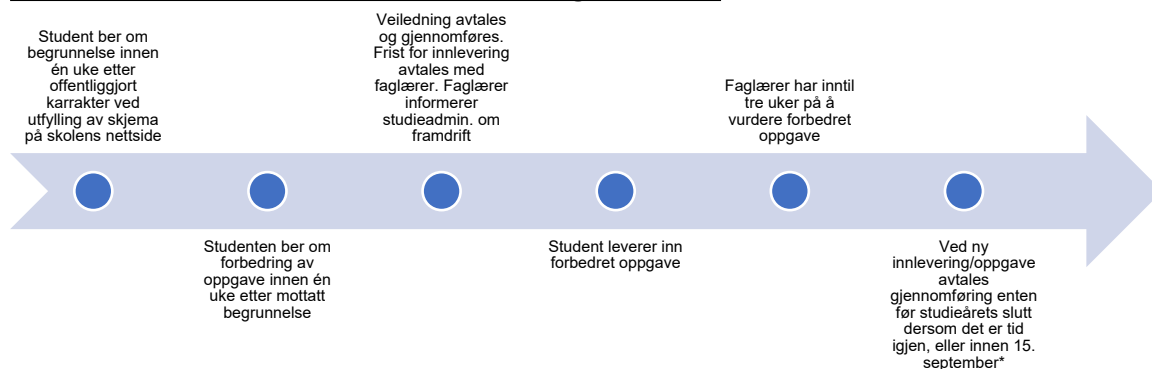 Student ber om
begrunnelse innen
én uke etter
offentliggjort
karrakter ved
utfylling av skjema
på skolens nettside
Studenten ber om
forbedring av
oppgave innen én
uke etter mottatt
begrunnelse
Veiledning avtales
og gjennomføres.
Frist for innlevering
avtales med
faglærer. Faglærer
informerer
studieadmin. om
framdrift
Student leverer inn
forbedret oppgave
Faglærer har inntil
tre uker på å
vurdere forbedret
oppgave
Ved ny
innlevering/oppgave
avtales
gjennomføring enten
før studieårets slutt
dersom det er tid
igjen, eller innen 15.
september*